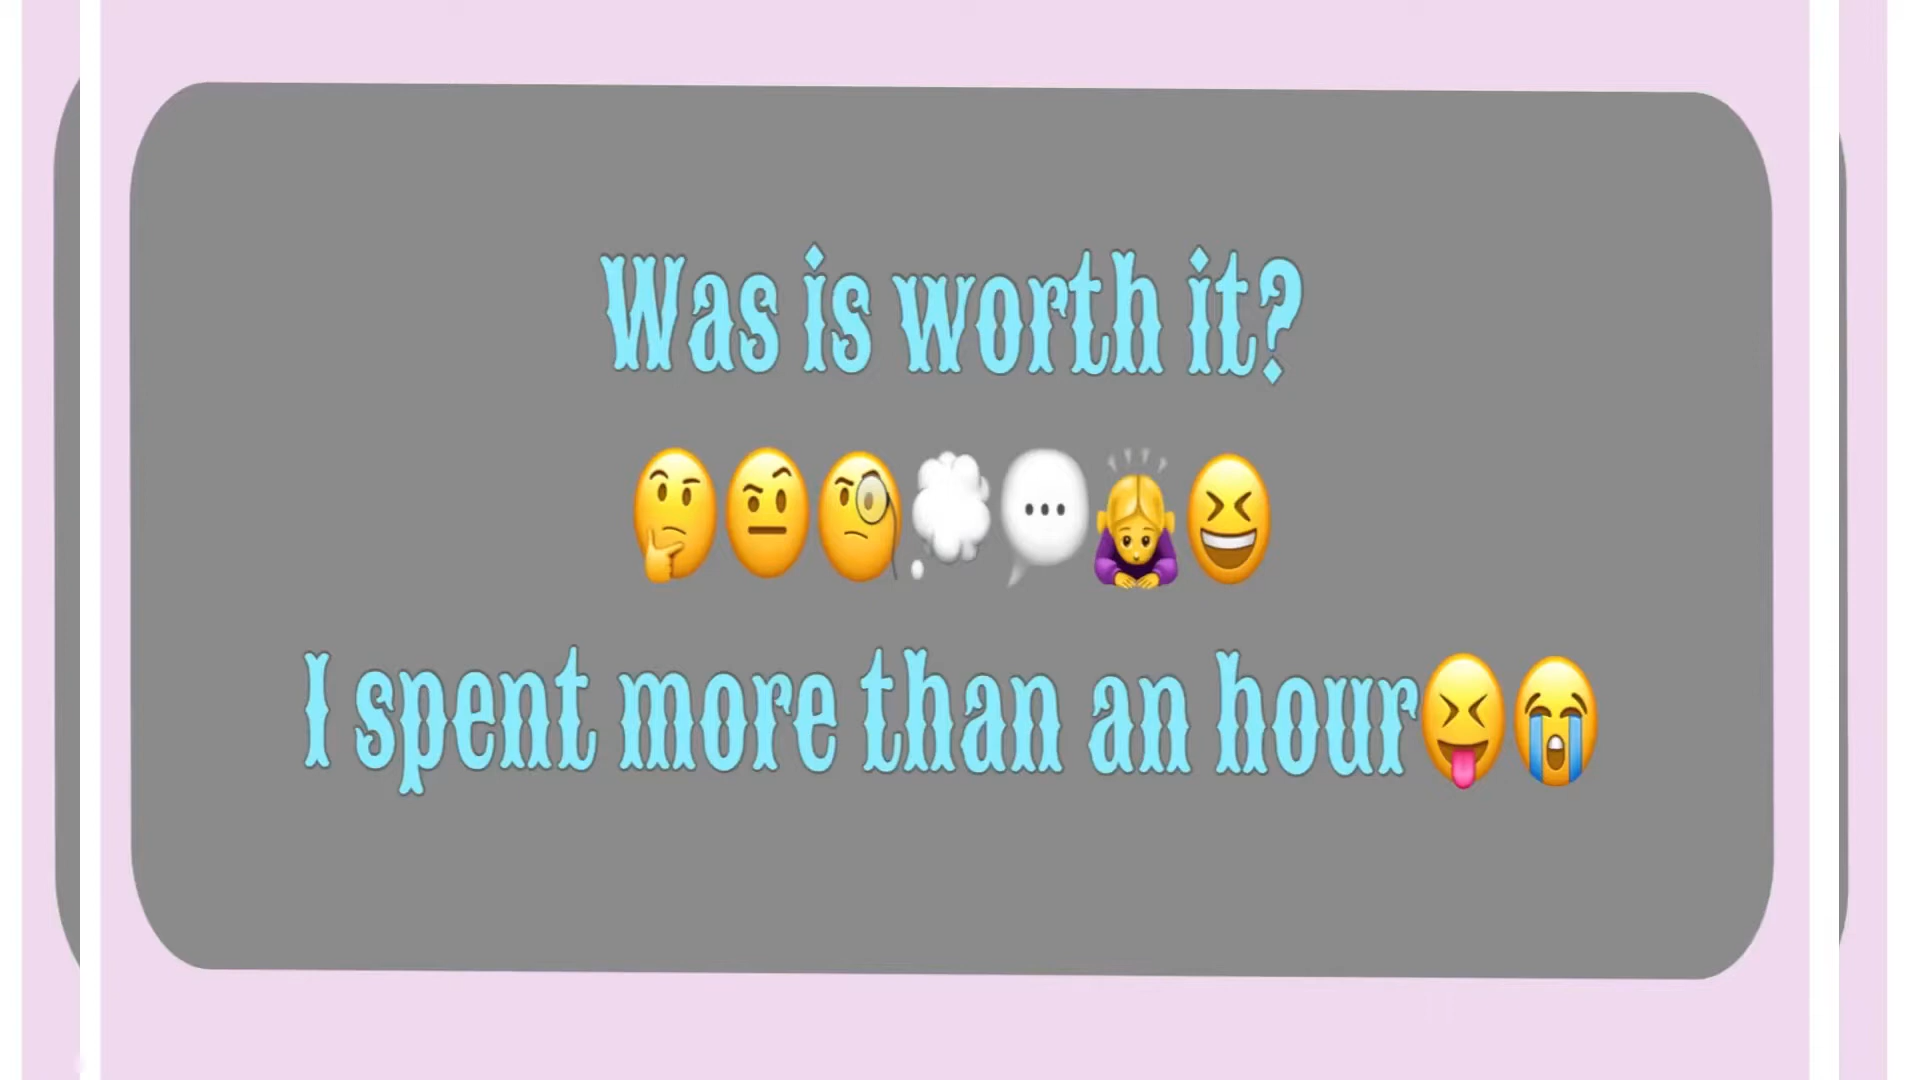 Was is worth it?
🤔🤨🧐💭💬🙇‍♀️😆
I spent more than an hour😝😭